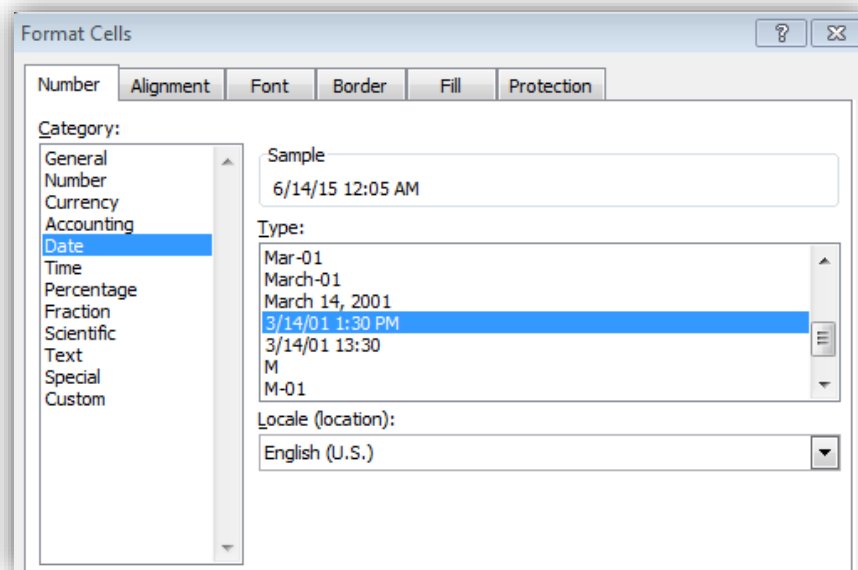 Format Cells
Number Alignment Font Border Fill Protection
Category:
General
Number
Currency
Accounting
Date
Time
Percentage
Fraction
Scientific
Text
Special
Custom
Sample
6/14/15 12:05 AM
Type:
Mar-01
March-01
March 14, 2001
3/14/01 1:30 PM
3/14/01 13:30
M
M-01
Locale (location):
English (U.S.)